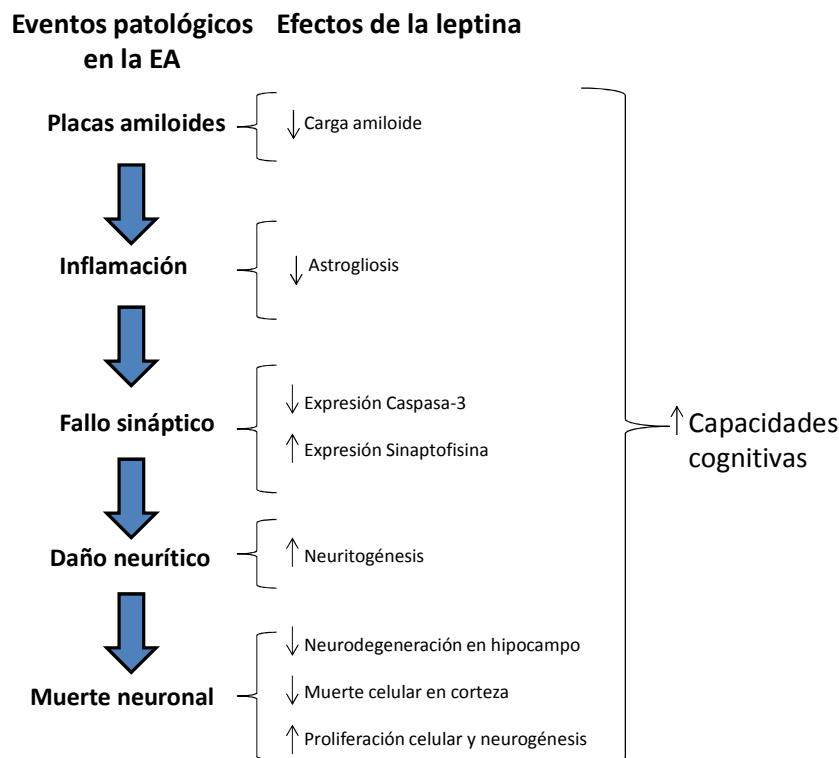 Eventos patológicos
en la EA
Efectos de la leptina
Placas amiloides
↓ Carga amiloide
Inflamación
↓ Astrogliosis
Fallo sináptico
↓ Expresión Caspasa-3
↑ Expresión Sinaptofisina
Daño neurítico
↑ Neuritogénesis
Muerte neuronal
↓ Neurodegeneración en hipocampo
↓ Muerte celular en corteza
↑ Proliferación celular y neurogénesis
↑ Capacidades
cognitivas